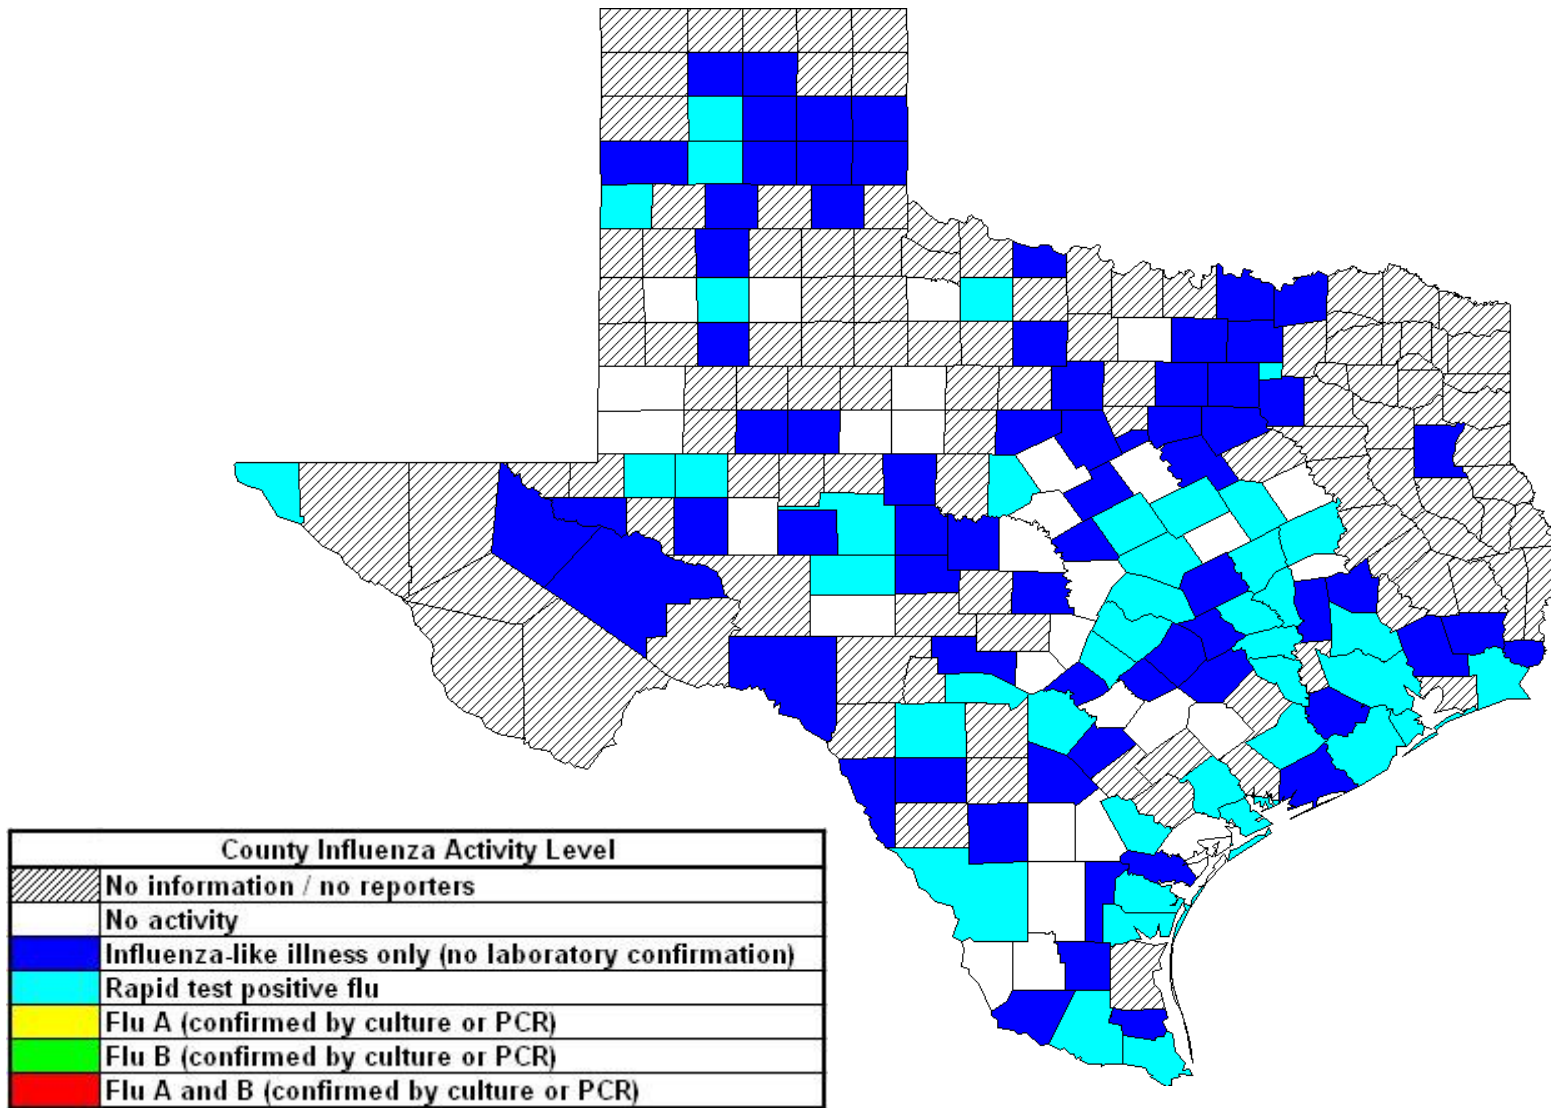 County Influenza Activity Level
No information / no reporters
No activity
Influenza-like illness only (no laboratory confirmation)
Rapid test positive flu
Flu A (confirmed by culture or PCR)
Flu B (confirmed by culture or PCR)
Flu A and B (confirmed by culture or PCR)